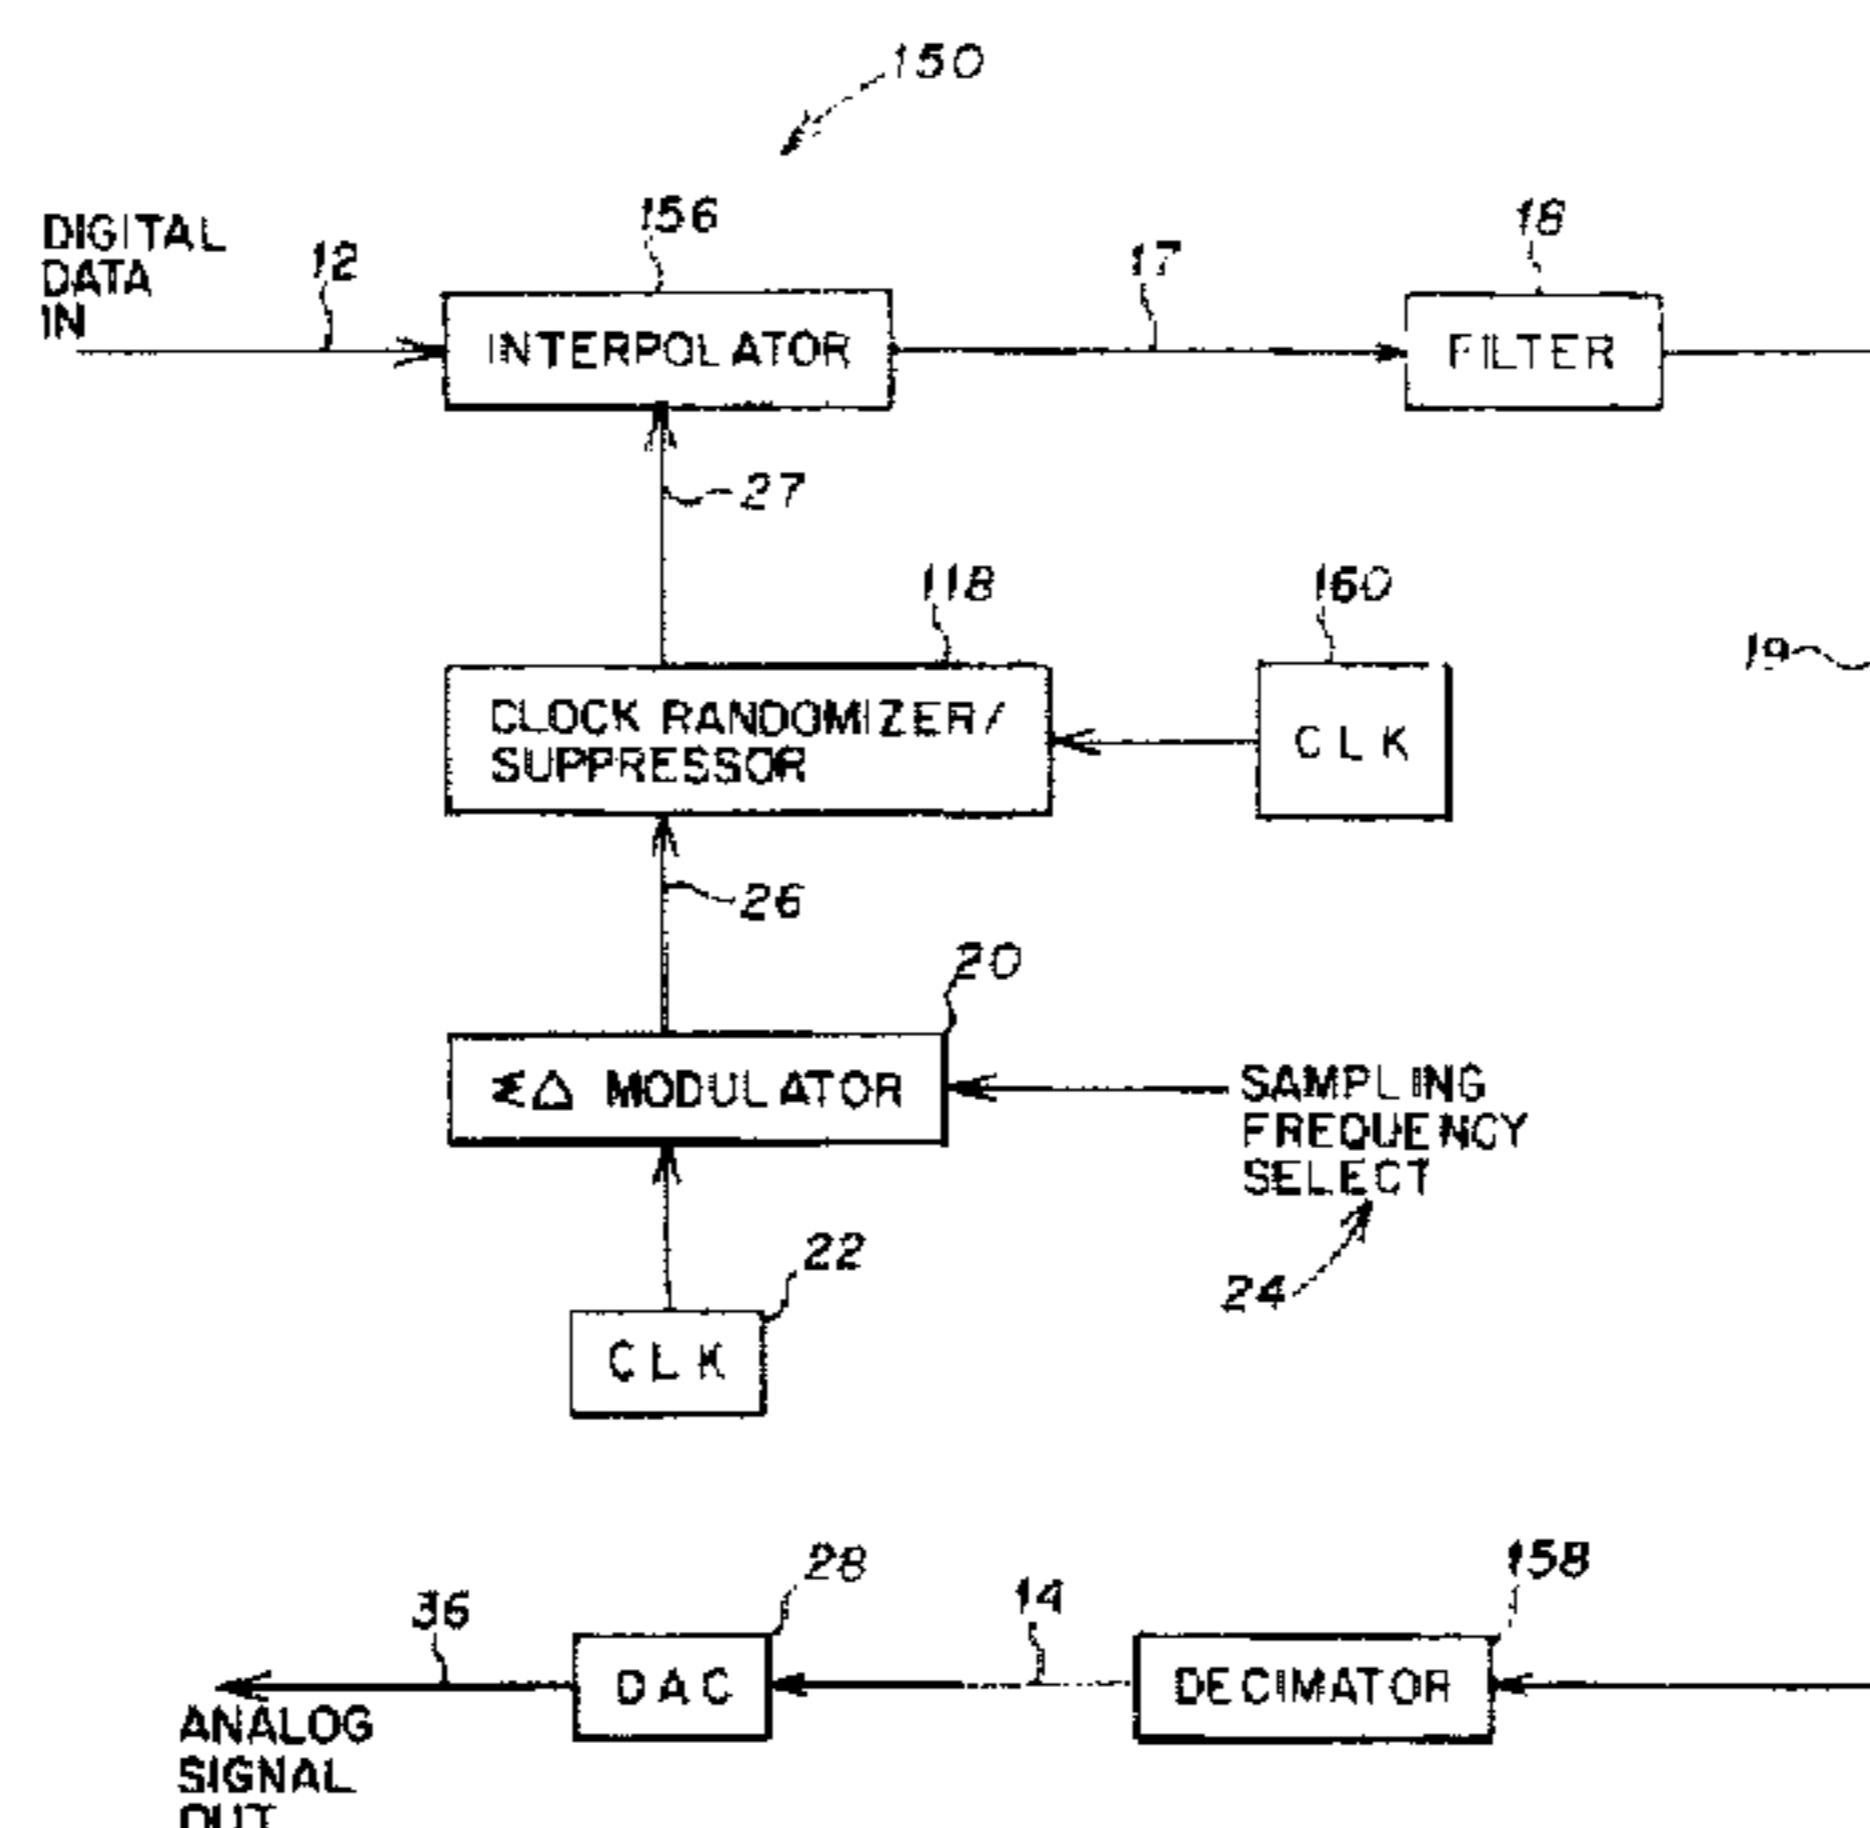 150
156
18
DIGITAL
DATA
IN
12
17
INTERPOLATOR
FILTER
27
118
160
19
CLOCK RANDOMIZER/
SUPPRESSOR
CLK
26
20
ΣΔ MODULATOR
SAMPLING
FREQUENCY
SELECT
22
24
CLK
28
158
36
14
DAC
DECIMATOR
ANALOG
SIGNAL
OUT